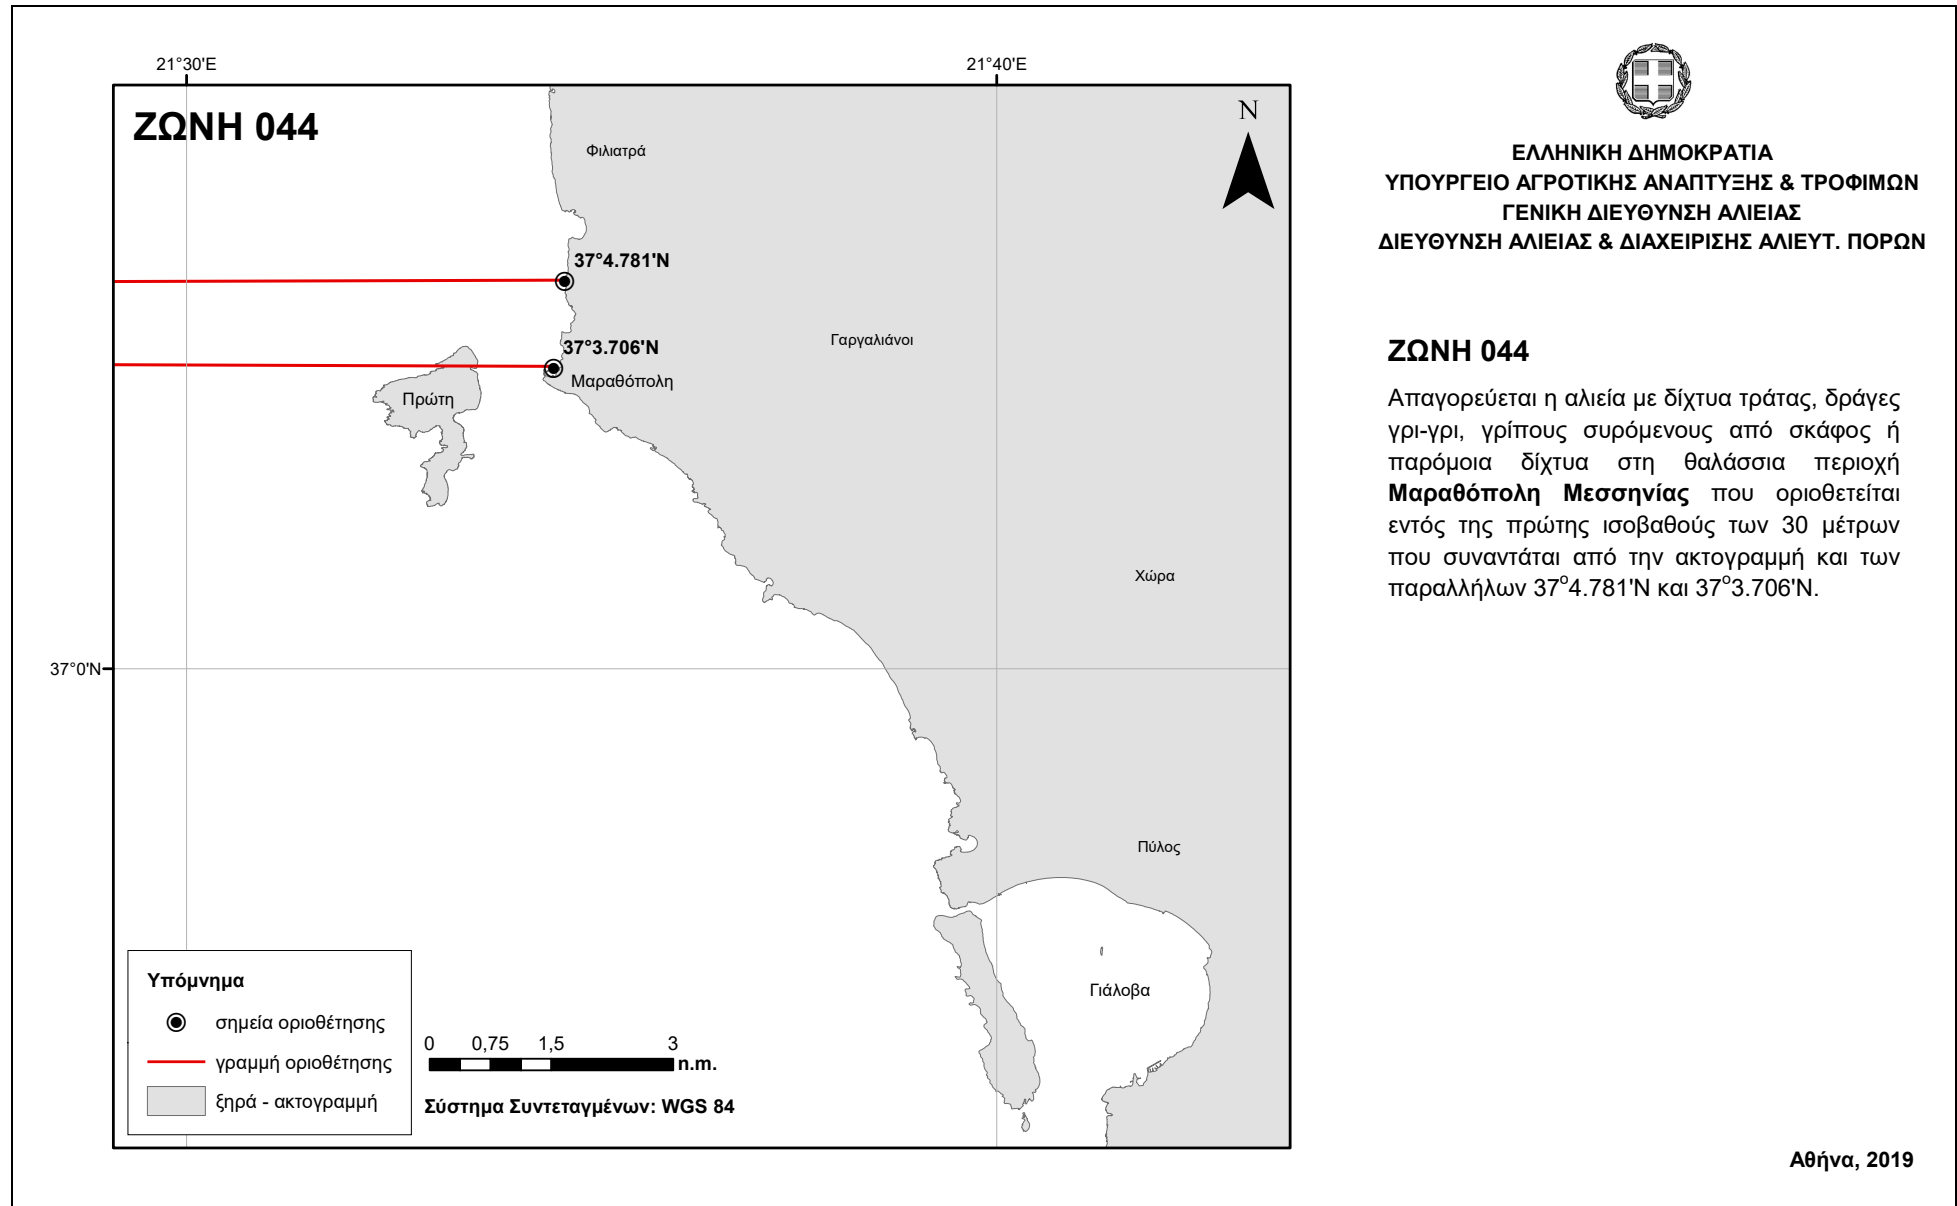 21°30'E
21°40'E
ΖΩΝΗ 044
N
Φιλιατρά
37°4.781'N
Γαργαλιάνοι
37°3.706'N
Μαραθόπολη
Πρώτη
Χώρα
37°0'N
Πύλος
Γιάλοβα
Υπόμνημα
σημεία οριοθέτησης
γραμμή οριοθέτησης
ξηρά - ακτογραμμή
0 0,75 1,5 3
n.m.
Σύστημα Συντεταγμένων: WGS 84
ΕΛΛΗΝΙΚΗ ΔΗΜΟΚΡΑΤΙΑ
ΥΠΟΥΡΓΕΙΟ ΑΓΡΟΤΙΚΗΣ ΑΝΑΠΤΥΞΗΣ & ΤΡΟΦΙΜΩΝ
ΓΕΝΙΚΗ ΔΙΕΥΘΥΝΣΗ ΑΛΙΕΙΑΣ
ΔΙΕΥΘΥΝΣΗ ΑΛΙΕΙΑΣ & ΔΙΑΧΕΙΡΙΣΗΣ ΑΛΙΕΥΤ. ΠΟΡΩΝ
ΖΩΝΗ 044
Απαγορεύεται η αλιεία με δίχτυα τράτας, δράγες
γρι-γρι, γρίπους συρόμενους από σκάφος ή
παρόμοια δίχτυα στη θαλάσσια περιοχή
Μαραθόπολη Μεσσηνίας που οριοθετείται
εντός της πρώτης ισοβαθούς των 30 μέτρων
που συναντάται από την ακτογραμμή και των
παραλλήλων 37°4.781'N και 37°3.706'N.
Αθήνα, 2019